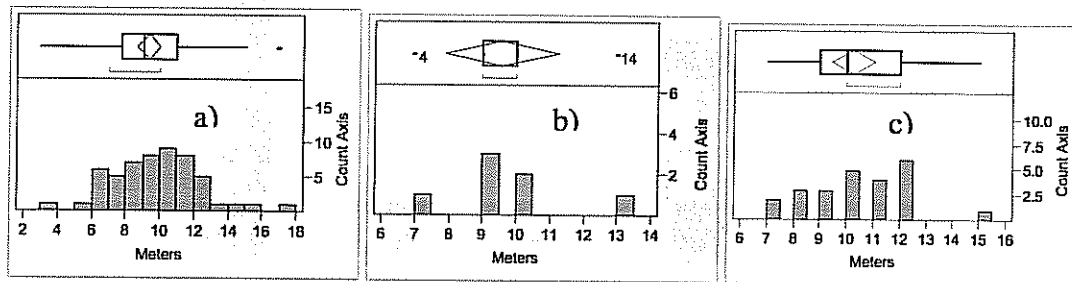 a)
15
10
5
Count Axis
2 4 6 8 10 12 14 16 18
Meters
4
14
b)
6
4
2
Count Axis
6 7 8 9 10 11 12 13 14
Meters
c)
10.0
7.5
5.0
2.5
Count Axis
6 7 8 9 10 11 12 13 14 15 16
Meters